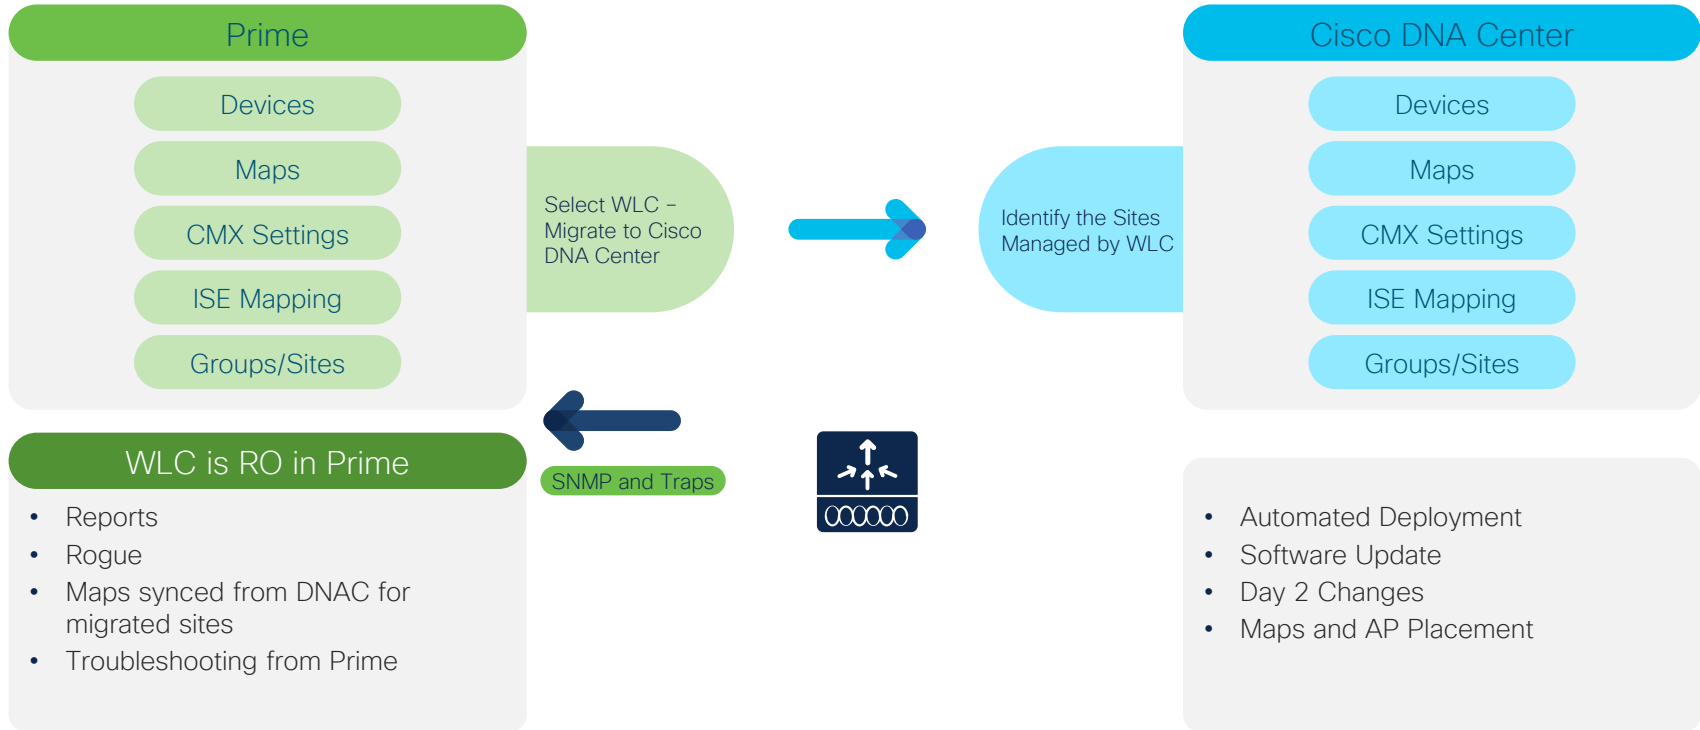 Prime
Devices
Maps
CMX Settings
ISE Mapping
Groups/Sites
Select WLC –
Migrate to Cisco
DNA Center
Identify the Sites
Managed by WLC
Cisco DNA Center
Devices
Maps
CMX Settings
ISE Mapping
Groups/Sites
WLC is RO in Prime
• Reports
• Rogue
• Maps synced from DNAC for
migrated sites
• Troubleshooting from Prime
SNMP and Traps
• Automated Deployment
• Software Update
• Day 2 Changes
• Maps and AP Placement